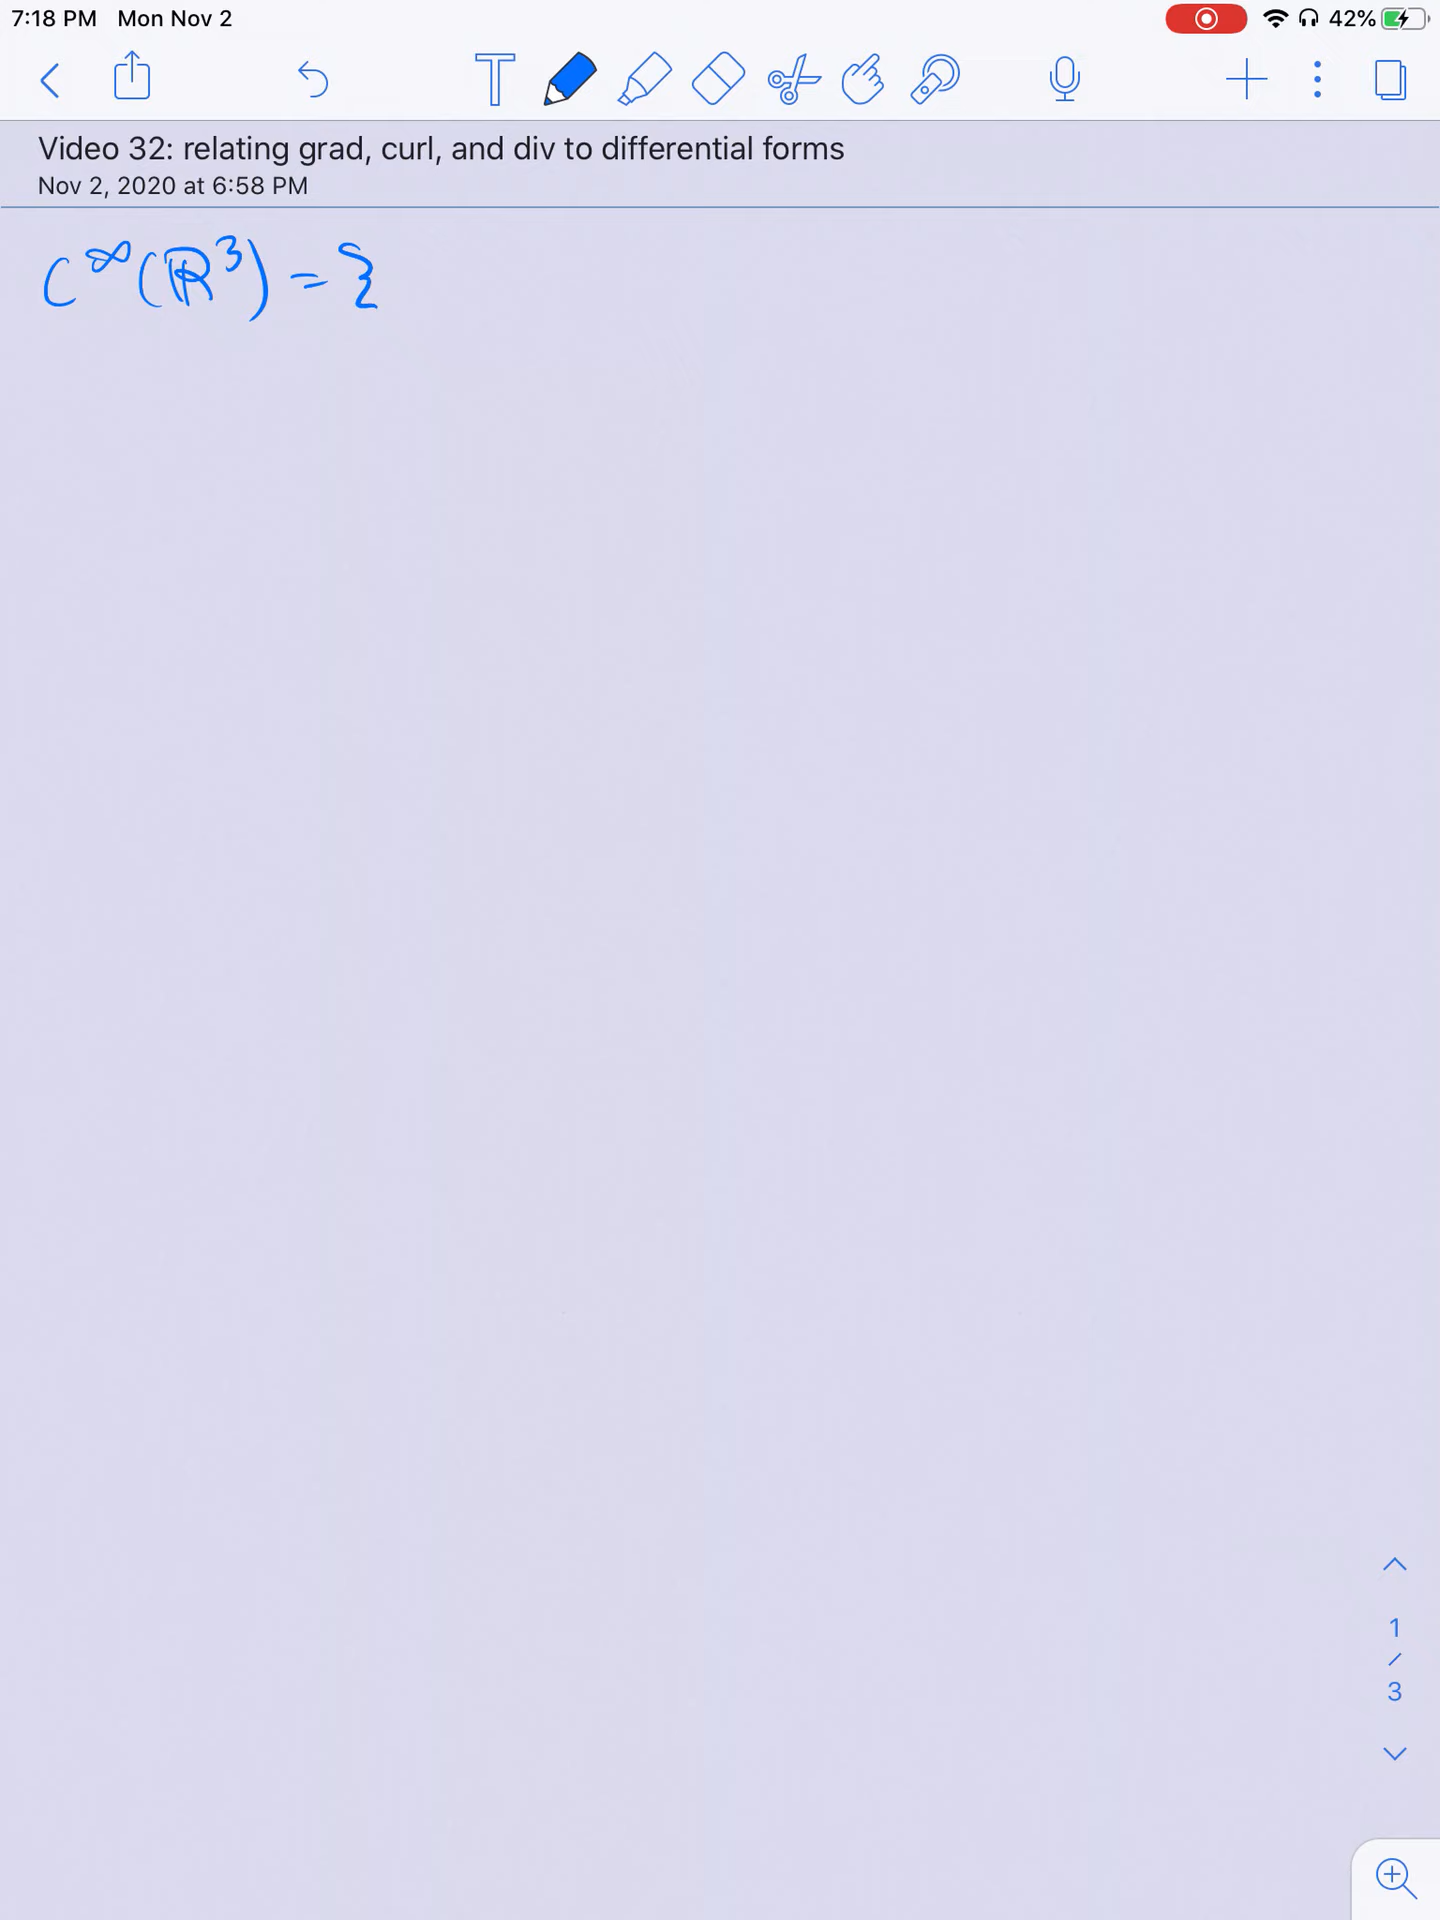 7:18 PM Mon Nov 2 42%
T
Video 32: relating grad, curl, and div to differential forms
Nov 2, 2020 at 6:58 PM
C^∞(ℝ^3) = {
1
/
3